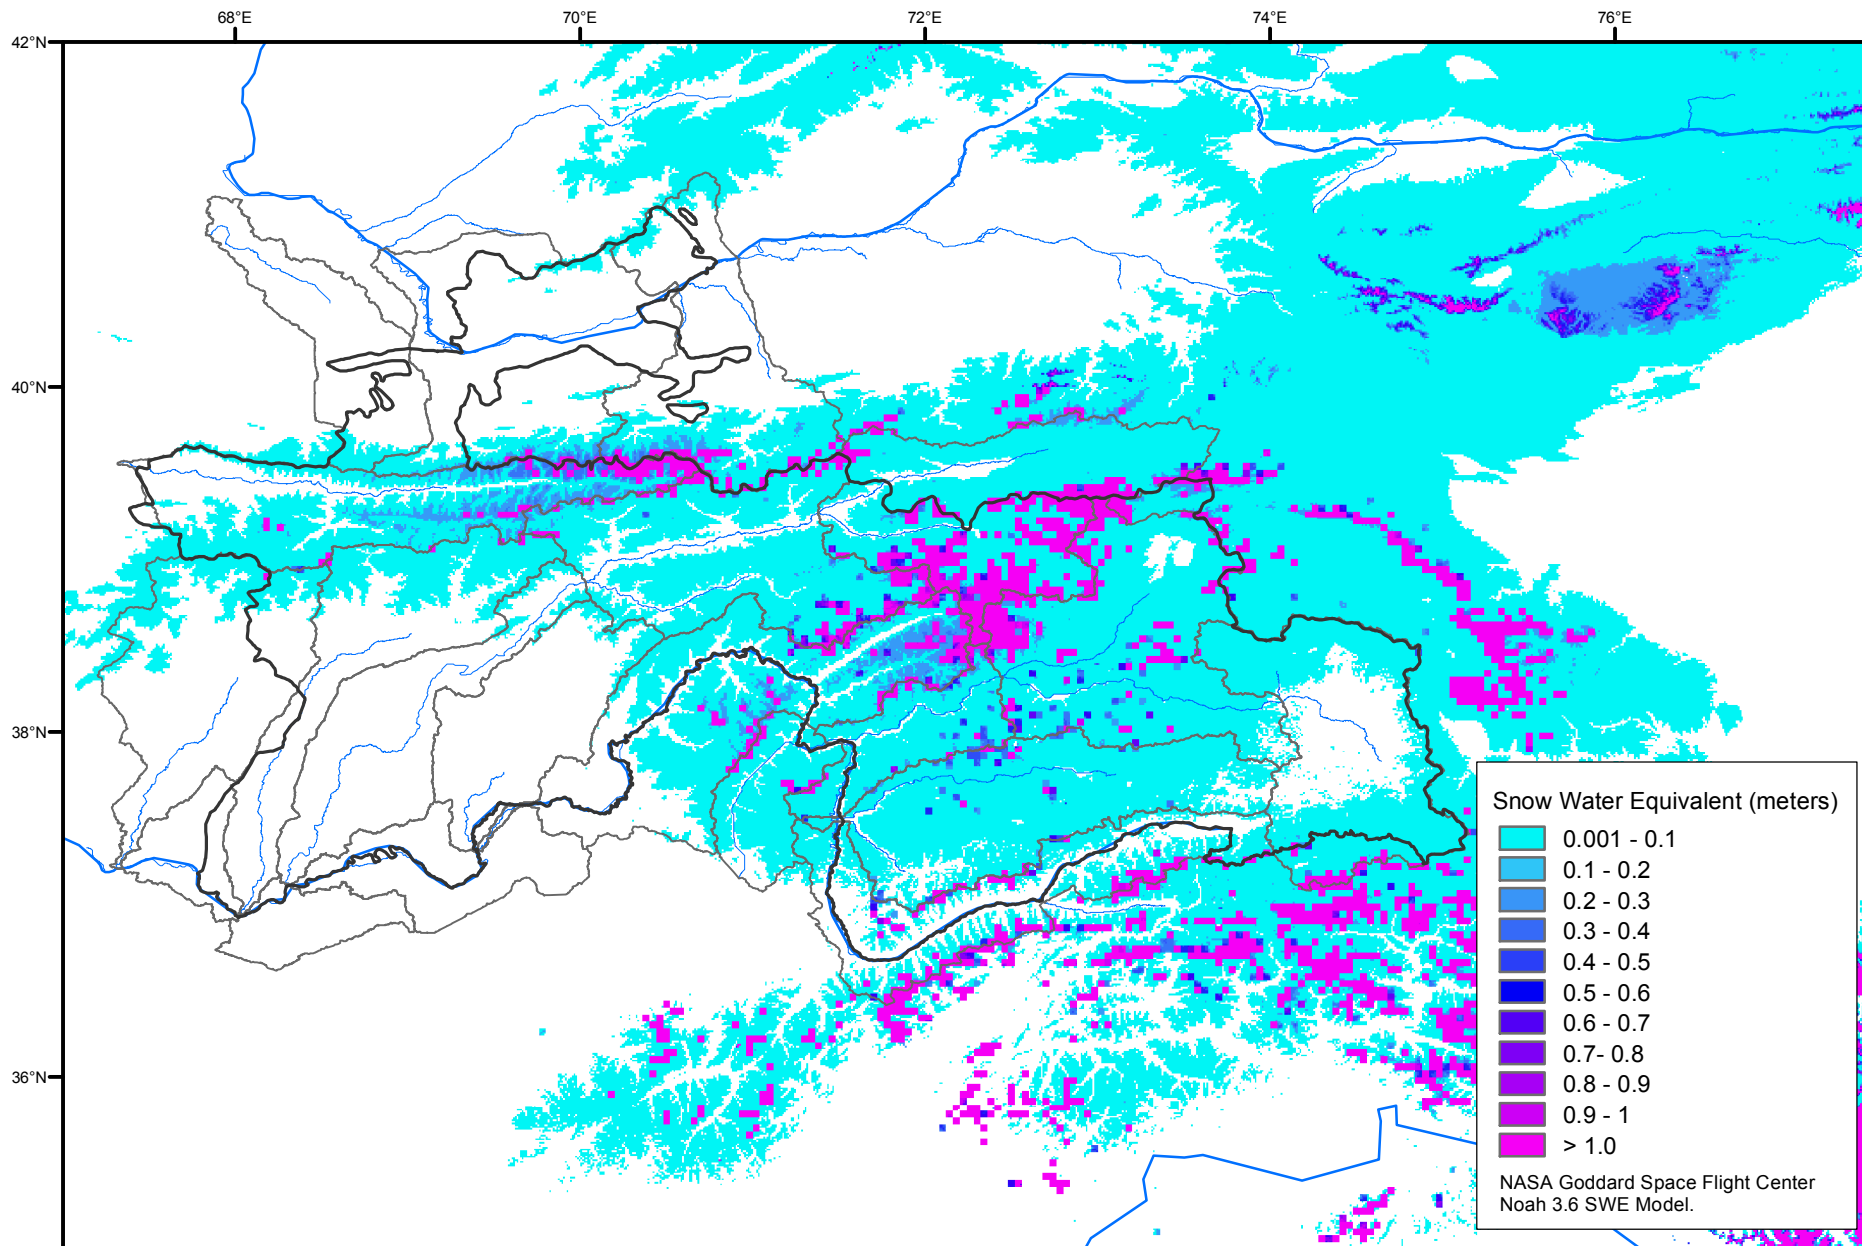 68°E
70°E
72°E
74°E
76°E
42°N
40°N
38°N
36°N
Snow Water Equivalent (meters)
0.001 - 0.1
0.1 - 0.2
0.2 - 0.3
0.3 - 0.4
0.4 - 0.5
0.5 - 0.6
0.6 - 0.7
0.7- 0.8
0.8 - 0.9
0.9 - 1
> 1.0
NASA Goddard Space Flight Center
Noah 3.6 SWE Model.